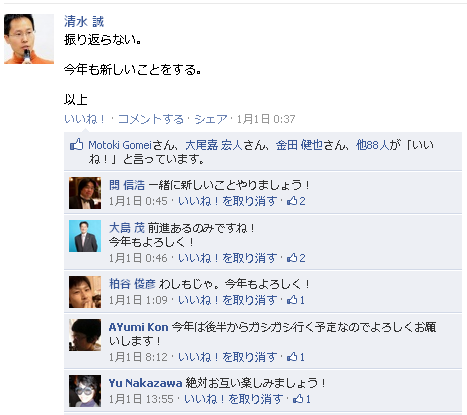 清水 誠
振り返らない。
今年も新しいことをする。
以上
いいね！ · コメントする · シェア · 1月1日 0:37
Motoki Gomeiさん、大尾嘉 宏人さん、金田 健也さん、他88人が「いい
ね！」と言っています。
閏 信浩 一緒に新しいことやりましょう！
1月1日 0:45 · いいね！を取り消す · 2
大島 茂 前進あるのみですね！
今年もよろしく！
1月1日 0:46 · いいね！を取り消す · 2
柏谷 俊彦 わしもじゃ。今年もよろしく！
1月1日 1:09 · いいね！を取り消す · 1
AYumi Kon 今年は後半からガシガシ行く予定なのでよろしくお願
いします！
1月1日 8:12 · いいね！を取り消す · 1
Yu Nakazawa 絶対お互い楽しみましょう！
1月1日 13:55 · いいね！を取り消す · 1